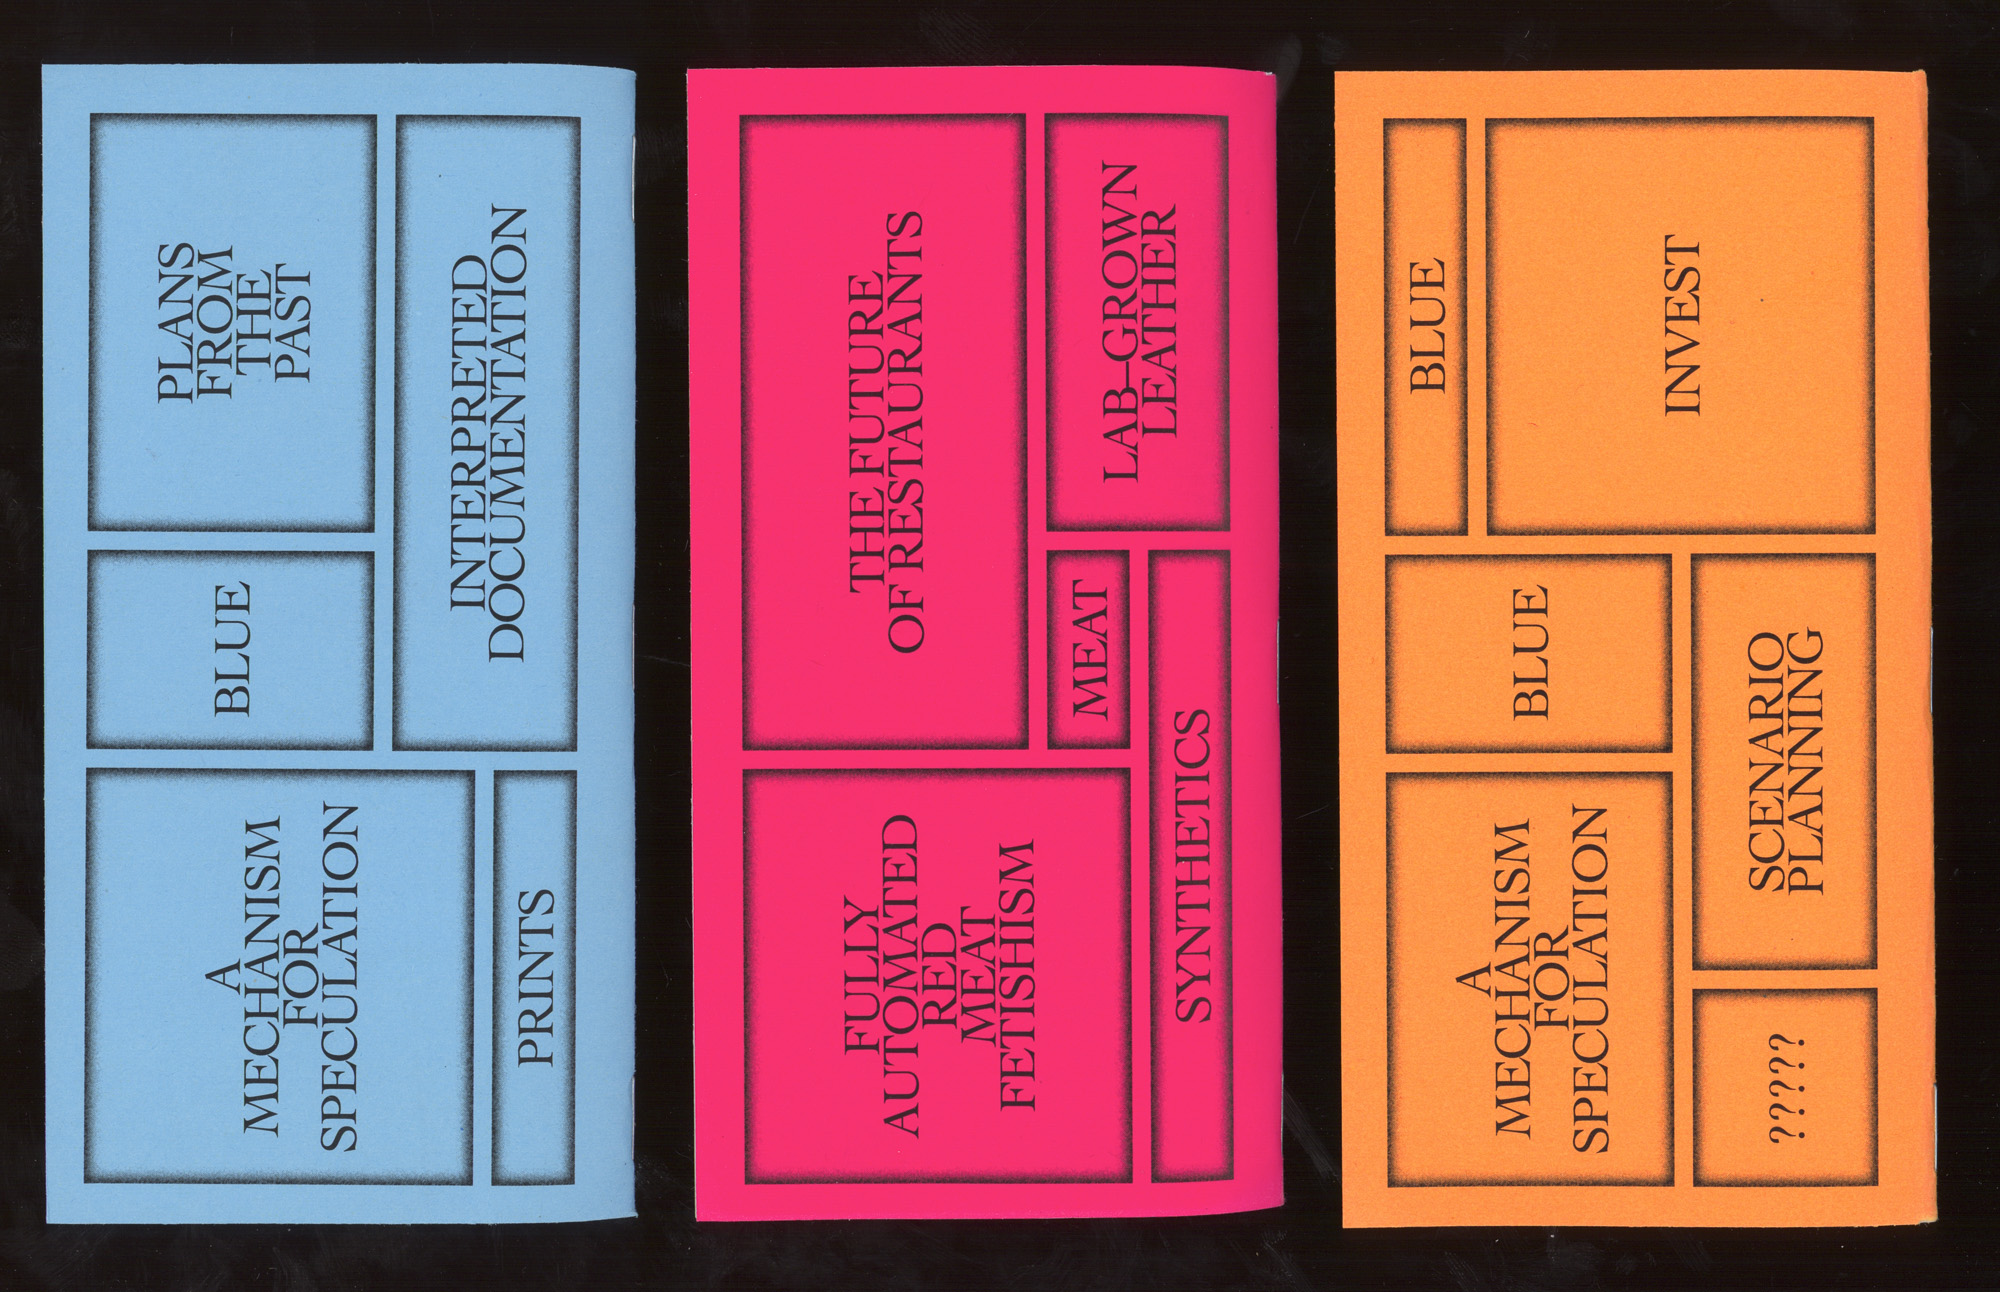 PLANS
FROM
THE
PAST
INTERPRETED
DOCUMENTATION
BLUE
A
MECHANISM
FOR
SPECULATION
PRINTS
THE FUTURE
OF RESTAURANTS
LAB–GROWN
LEATHER
MEAT
SYNTHETICS
FULLY
AUTOMATED
RED
MEAT
FETISHISM
BLUE
INVEST
BLUE
SCENARIO
PLANNING
A
MECHANISM
FOR
SPECULATION
?????